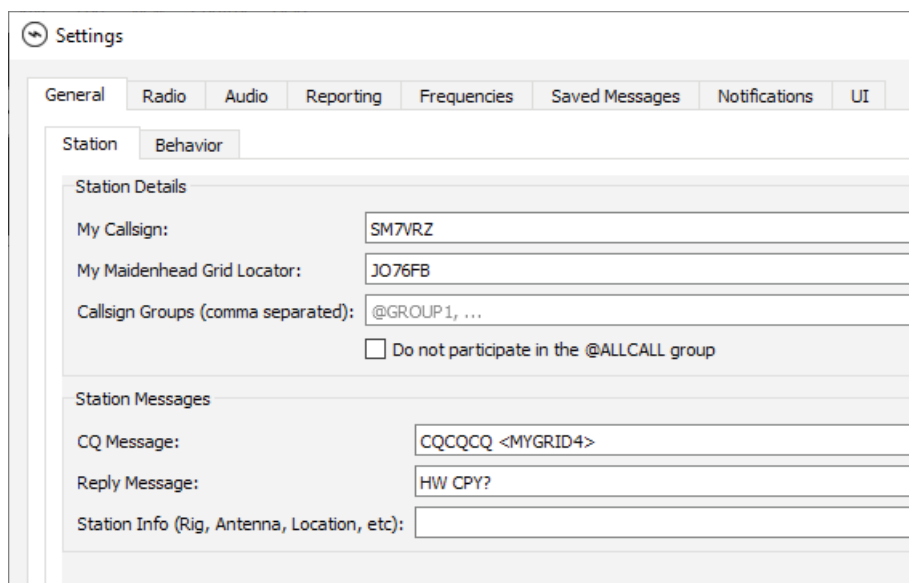 Settings
General Radio Audio Reporting Frequencies Saved Messages Notifications UI
Station Behavior
Station Details
My Callsign: SM7VRZ
My Maidenhead Grid Locator: JO76FB
Callsign Groups (comma separated): @GROUP1, ...
Do not participate in the @ALLCALL group
Station Messages
CQ Message: CQCQCQ <MYGRID4>
Reply Message: HW CPY?
Station Info (Rig, Antenna, Location, etc):